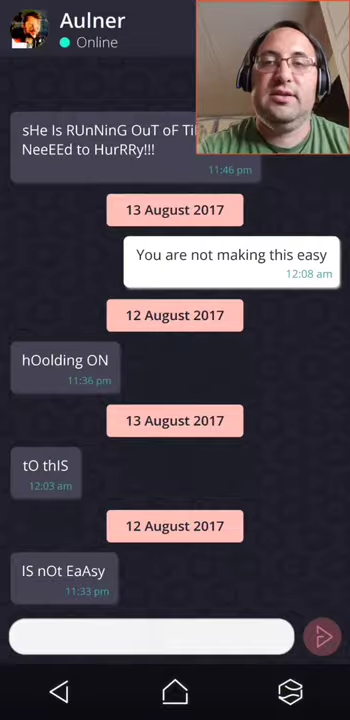 Aulner
Online
sHe Is RUnNinG OuT oF
NeeEEd to HurRRy!!!
11:46 pm
13 August 2017
You are not making this easy
12:08 am
12 August 2017
hOolding ON
11:36 pm
13 August 2017
tO thIS
12:03 am
12 August 2017
IS nOt EaAsy
11:33 pm